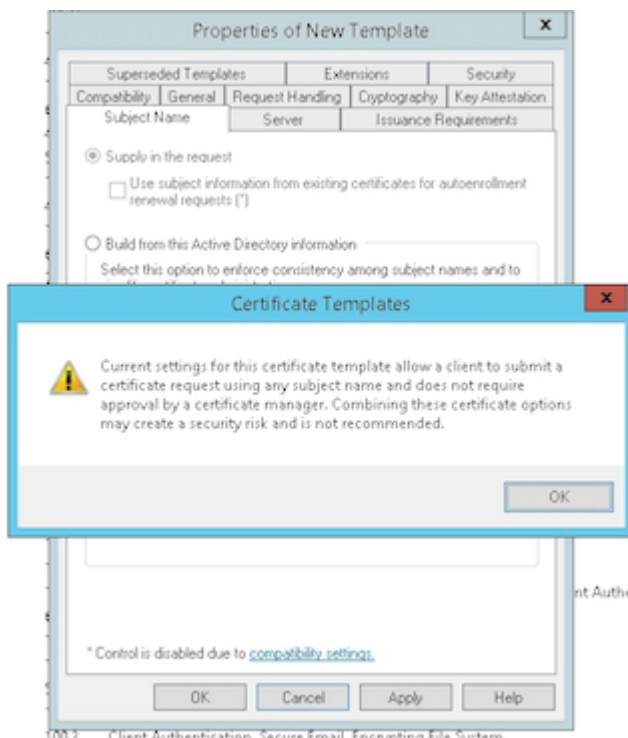 Properties of New Template
x
Superseded Templates Extensions Security
Compatibility General Request Handling Cryptography Key Attestation
Subject Name Server Issuance Requirements
Supply in the request
Use subject information from existing certificates for autoenrollment
renewal requests (*)
Build from this Active Directory information
Select this option to enforce consistency among subject names and to
Certificate Templates
x
Current settings for this certificate template allow a client to submit a
certificate request using any subject name and does not require
approval by a certificate manager. Combining these certificate options
may create a security risk and is not recommended.
OK
nt Authe
* Control is disabled due to compatibility settings.
OK Cancel Apply Help
Client Authentication, Secure Email, Encrypting File System